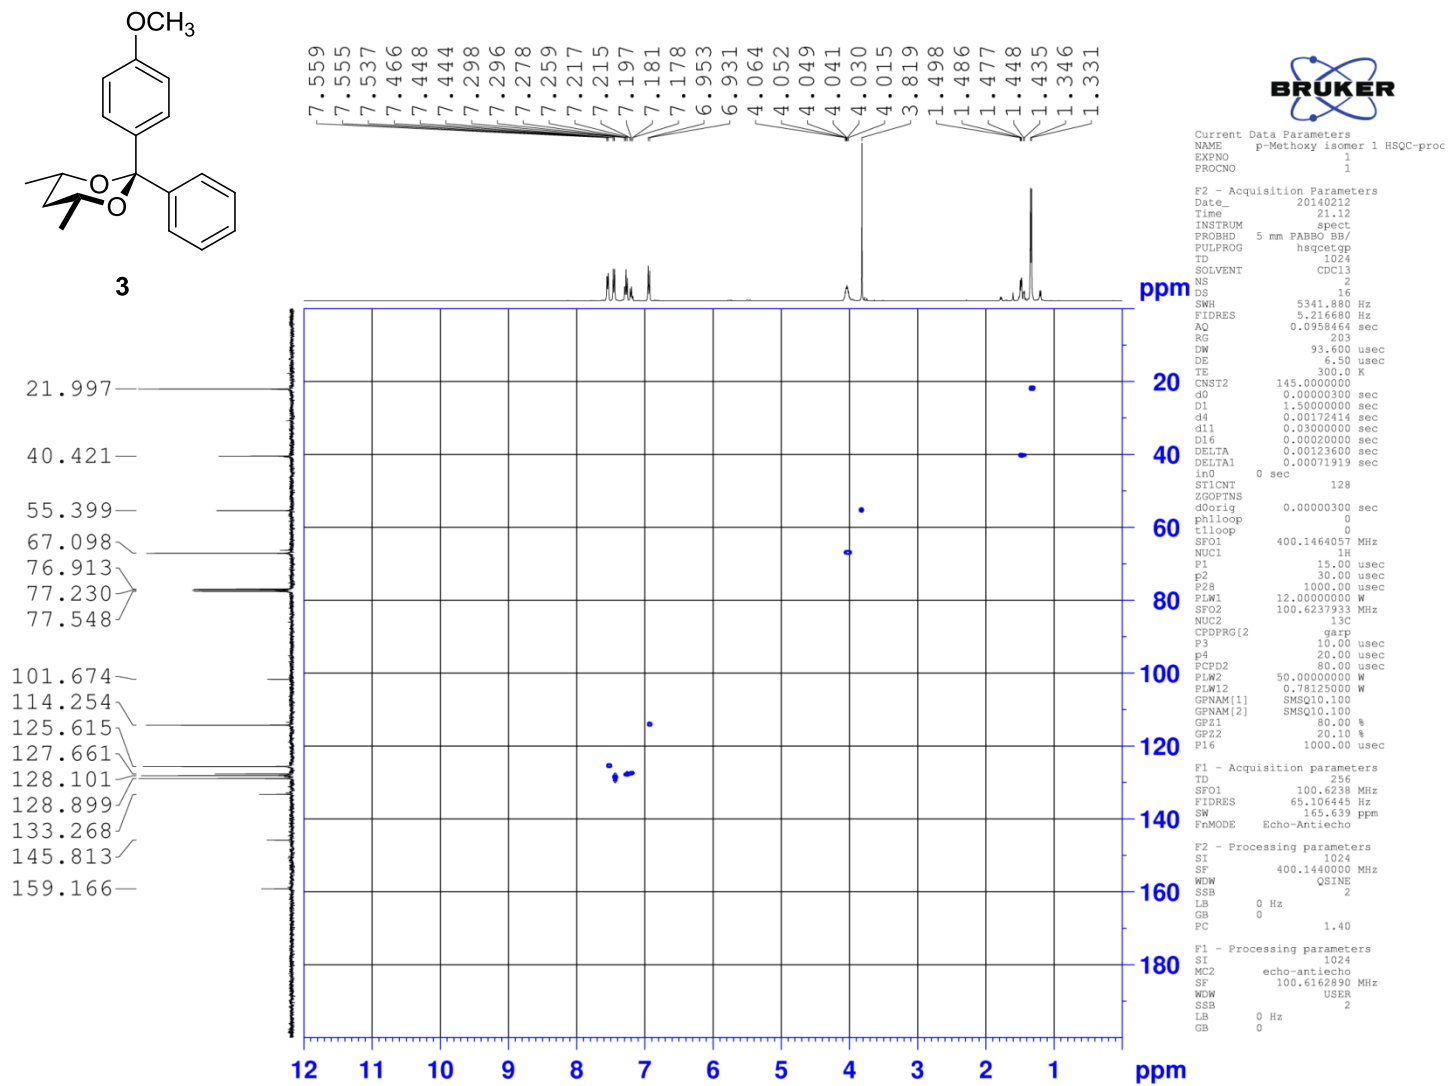 OCH3
O
O
3
7.559
7.555
7.537
7.466
7.448
7.444
7.298
7.296
7.278
7.259
7.217
7.215
7.197
7.181
7.178
6.953
6.931
4.064
4.052
4.049
4.041
4.030
4.015
3.819
1.498
1.486
1.477
1.448
1.435
1.346
1.331
ppm
21.997
40.421
55.399
67.098
76.913
77.230
77.548
101.674
114.254
125.615
127.661
128.101
128.899
133.268
145.813
159.166
20
40
60
80
100
120
140
160
180
12 11 10 9 8 7 6 5 4 3 2 1 ppm
BRUKER
Current Data Parameters
NAME p-Methoxy isomer 1 HSQC-proc
EXPNO 1
PROCNO 1
F2 - Acquisition Parameters
Date_ 20140212
Time 21.12
INSTRUM spect
PROBHD 5 mm PABBO BB/
PULPROG hsqcetgp
TD 1024
SOLVENT CDCl3
NS 2
DS 16
SWH 5341.880 Hz
FIDRES 5.216680 Hz
AQ 0.0958464 sec
RG 203
DW 93.600 usec
DE 6.50 usec
TE 300.0 K
CNST2 145.0000000
d0 0.00000300 sec
D1 1.50000000 sec
d4 0.00172414 sec
d11 0.03000000 sec
D16 0.00020000 sec
DELTA 0.00123600 sec
DELTA1 0.00071919 sec
in0 0 sec
ST1CNT 128
ZGOPTNS
d0orig 0.00000300 sec
ph1loop 0
t1loop 0
SFO1 400.1464057 MHz
NUC1 1H
P1 15.00 usec
p2 30.00 usec
P28 1000.00 usec
PLW1 12.00000000 W
SFO2 100.6237933 MHz
NUC2 13C
CPDPRG[2 garp
P3 10.00 usec
p4 20.00 usec
PCPD2 80.00 usec
PLW2 50.00000000 W
PLW12 0.78125000 W
GPNAM[1] SMSQ10.100
GPNAM[2] SMSQ10.100
GPZ1 80.00 %
GPZ2 20.10 %
P16 1000.00 usec
F1 - Acquisition parameters
TD 256
SFO1 100.6238 MHz
FIDRES 65.106445 Hz
SW 165.639 ppm
FnMODE Echo-Antiecho
F2 - Processing parameters
SI 1024
SF 400.1440000 MHz
WDW QSINE
SSB 2
LB 0 Hz
GB 0
PC 1.40
F1 - Processing parameters
SI 1024
MC2 echo-antiecho
SF 100.6162890 MHz
WDW USER
SSB 2
LB 0 Hz
GB 0